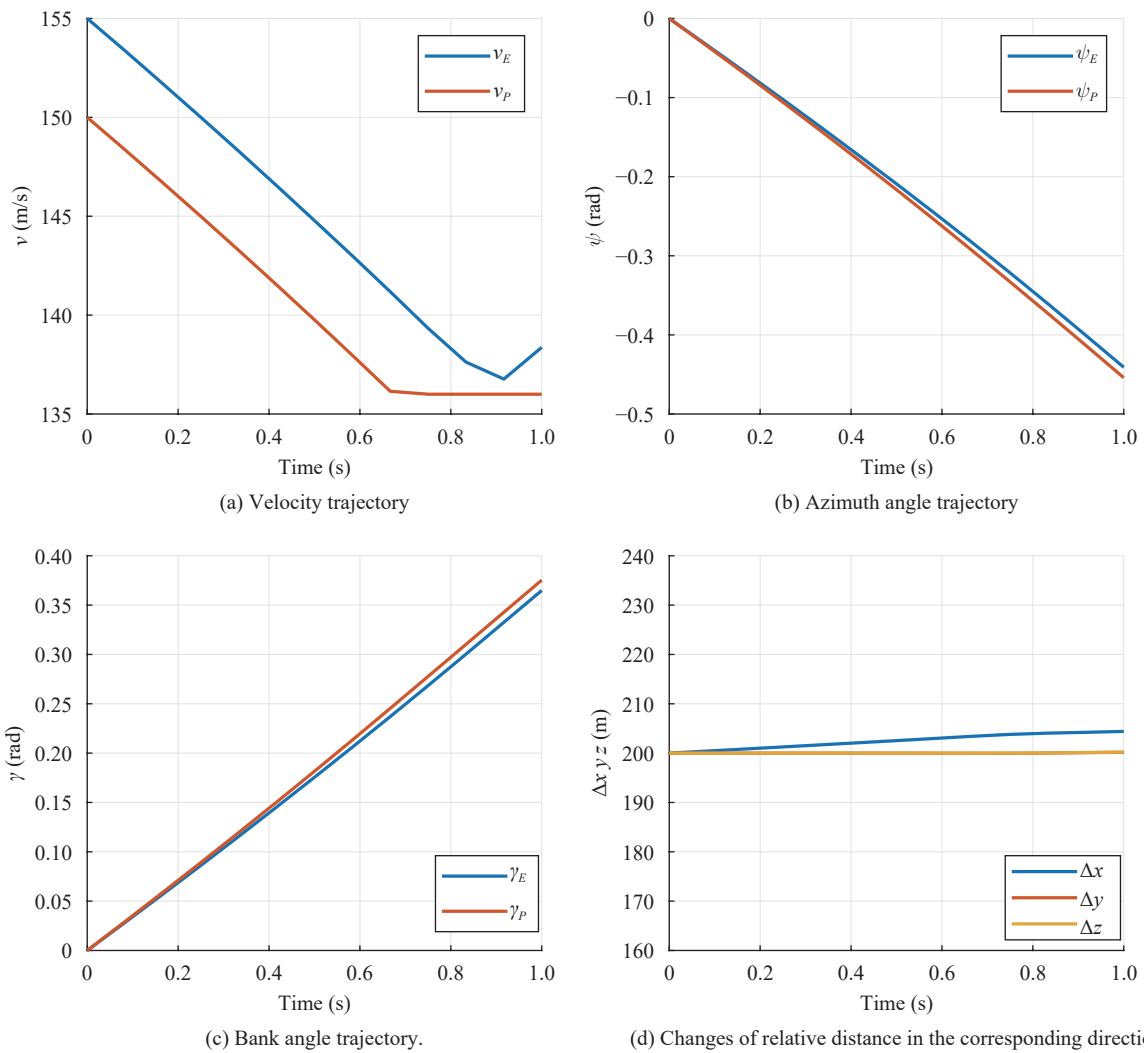 155
150
145
140
135
v (m/s)
v_E
v_P
0
0.2
0.4
0.6
0.8
1.0
Time (s)
(a) Velocity trajectory
0
−0.1
−0.2
−0.3
−0.4
−0.5
ψ (rad)
ψ_E
ψ_P
0
0.2
0.4
0.6
0.8
1.0
Time (s)
(b) Azimuth angle trajectory
0.40
0.35
0.30
0.25
0.20
0.15
0.10
0.05
0
γ (rad)
γ_E
γ_P
0
0.2
0.4
0.6
0.8
1.0
Time (s)
(c) Bank angle trajectory.
240
230
220
210
200
190
180
170
160
Δx y z (m)
Δx
Δy
Δz
0
0.2
0.4
0.6
0.8
1.0
Time (s)
(d) Changes of relative distance in the corresponding directi